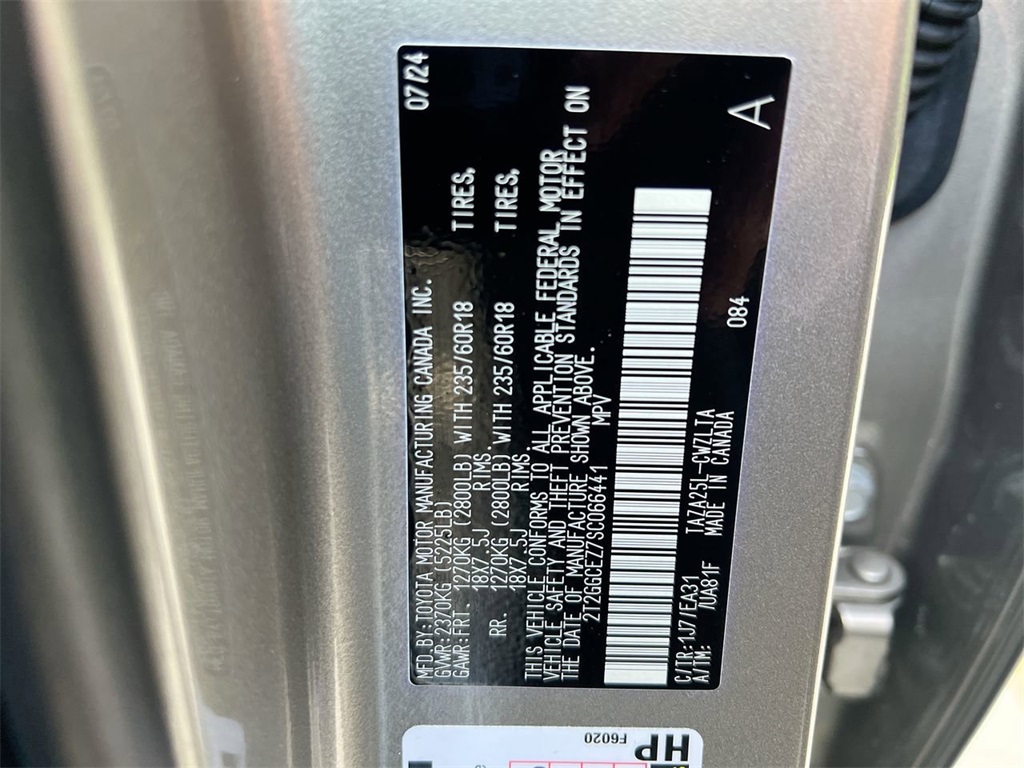 MFD BY:TOYOTA MOTOR MANUFACTURING CANADA INC. 07/24
GVWR:2370KG (5225LB)
GAWR:FRT. 1270KG (2800LB) WITH 235/60R18 TIRES,
18X7.5J RIMS.
RR. 1270KG (2800LB) WITH 235/60R18 TIRES,
18X7.5J RIMS.
THIS VEHICLE CONFORMS TO ALL APPLICABLE FEDERAL MOTOR
VEHICLE SAFETY AND THEFT PREVENTION STANDARDS IN EFFECT ON
THE DATE OF MANUFACTURE SHOWN ABOVE.
2T2GGCEZ7SC066441 MPV
C/TR:1J7/EA31 TAZA25L-CWZLTA 084 A
A/TM: /UA81F MADE IN CANADA
HP
F6020